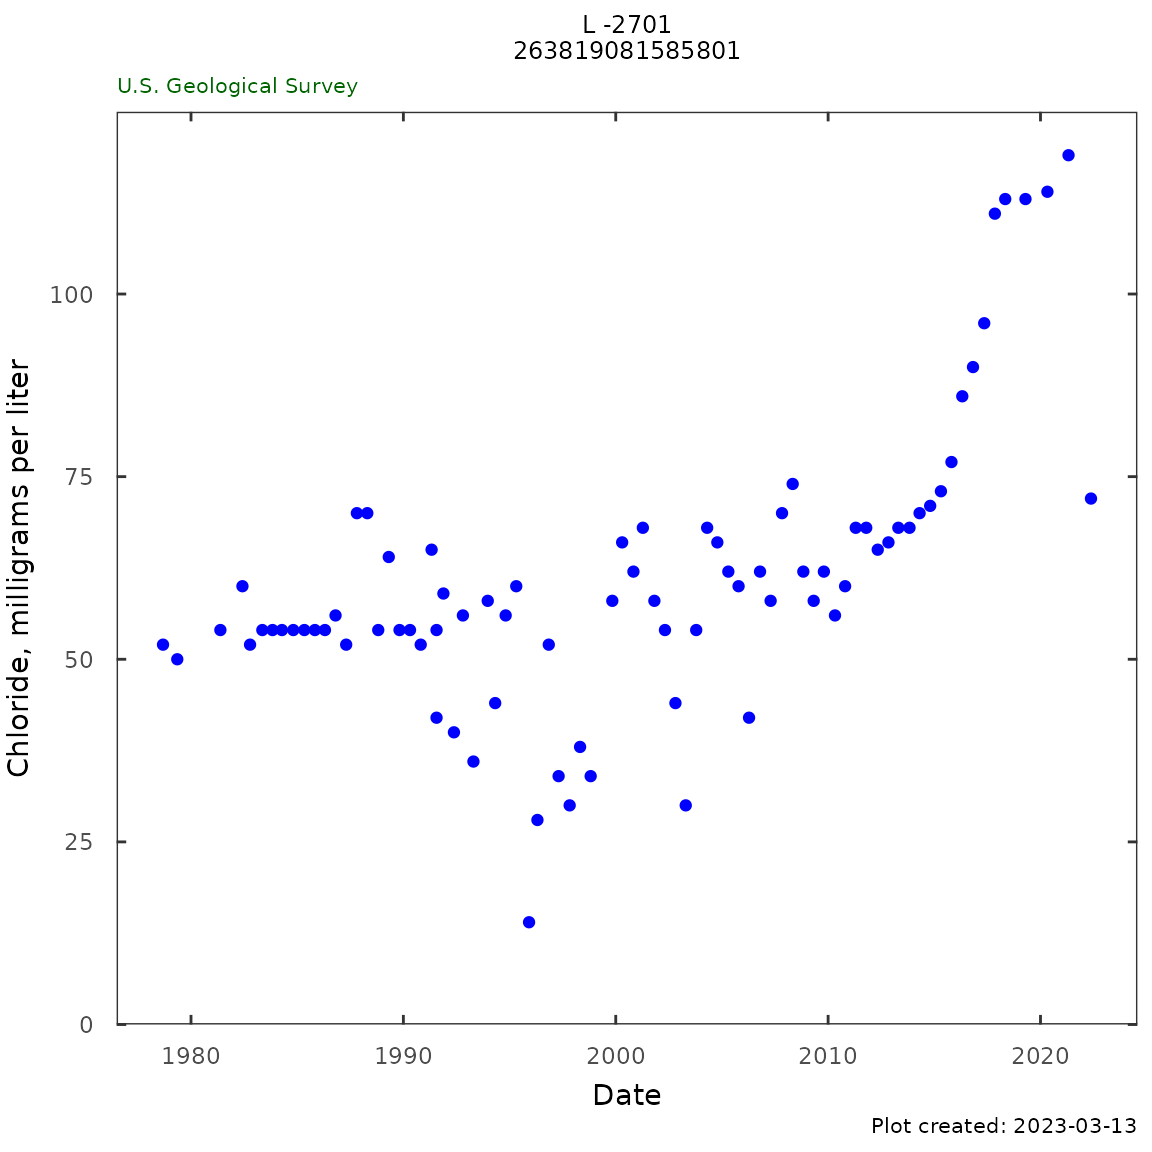 L -2701
263819081585801
U.S. Geological Survey
Chloride, milligrams per liter
100
75
50
25
0
1980 1990 2000 2010 2020
Date
Plot created: 2023-03-13